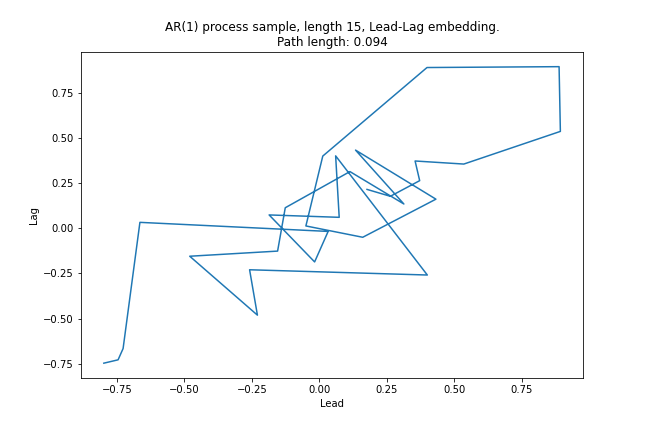 AR(1) process sample, length 15, Lead-Lag embedding.
Path length: 0.094
0.75
0.50
0.25
0.00
−0.25
−0.50
−0.75
Lag
−0.75 −0.50 −0.25 0.00 0.25 0.50 0.75
Lead